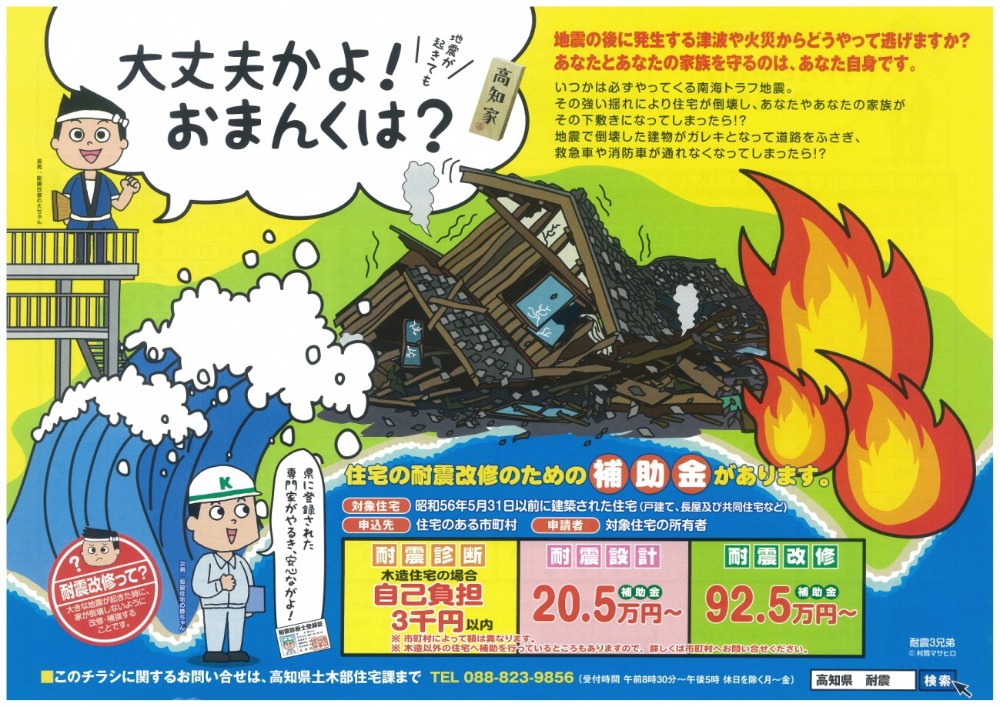 大丈夫かよ!
地震が
起きても
おまんくは?
高知家
地震の後に発生する津波や火災からどうやって逃げますか?
あなたとあなたの家族を守るのは、あなた自身です。
いつかは必ずやってくる南海トラフ地震。
その強い揺れにより住宅が倒壊し、あなたやあなたの家族が
その下敷きになってしまったら!?
地震で倒壊した建物がガレキとなって道路をふさぎ、
救急車や消防車が通れなくなってしまったら!?
長男:耐震改修の大ちゃん
K
県に登録された
専門家がやるき、安心ながよ!
次男:仮設住宅の勝ちゃん
耐震診断士登録証
?
耐震改修って?
大きな地震が起きた時に、
家が倒壊しないように
改修・補強する
ことです。
住宅の耐震改修のための補助金があります。
対象住宅 昭和56年5月31日以前に建築された住宅(戸建て、長屋及び共同住宅など)
申込先 住宅のある市町村 申請者 対象住宅の所有者
耐震診断
木造住宅の場合
自己負担
3千円以内
耐震設計
補助金
20.5万円~
耐震改修
補助金
92.5万円~
※ 市町村によって額は異なります。
※ 木造以外の住宅へ補助を行っているところもありますので、詳しくは市町村へお問い合せください。
耐震3兄弟
© 村岡マサヒロ
■このチラシに関するお問い合せは、高知県土木部住宅課まで TEL 088-823-9856(受付時間 午前8時30分~午後5時 休日を除く月~金)
高知県 耐震 検索